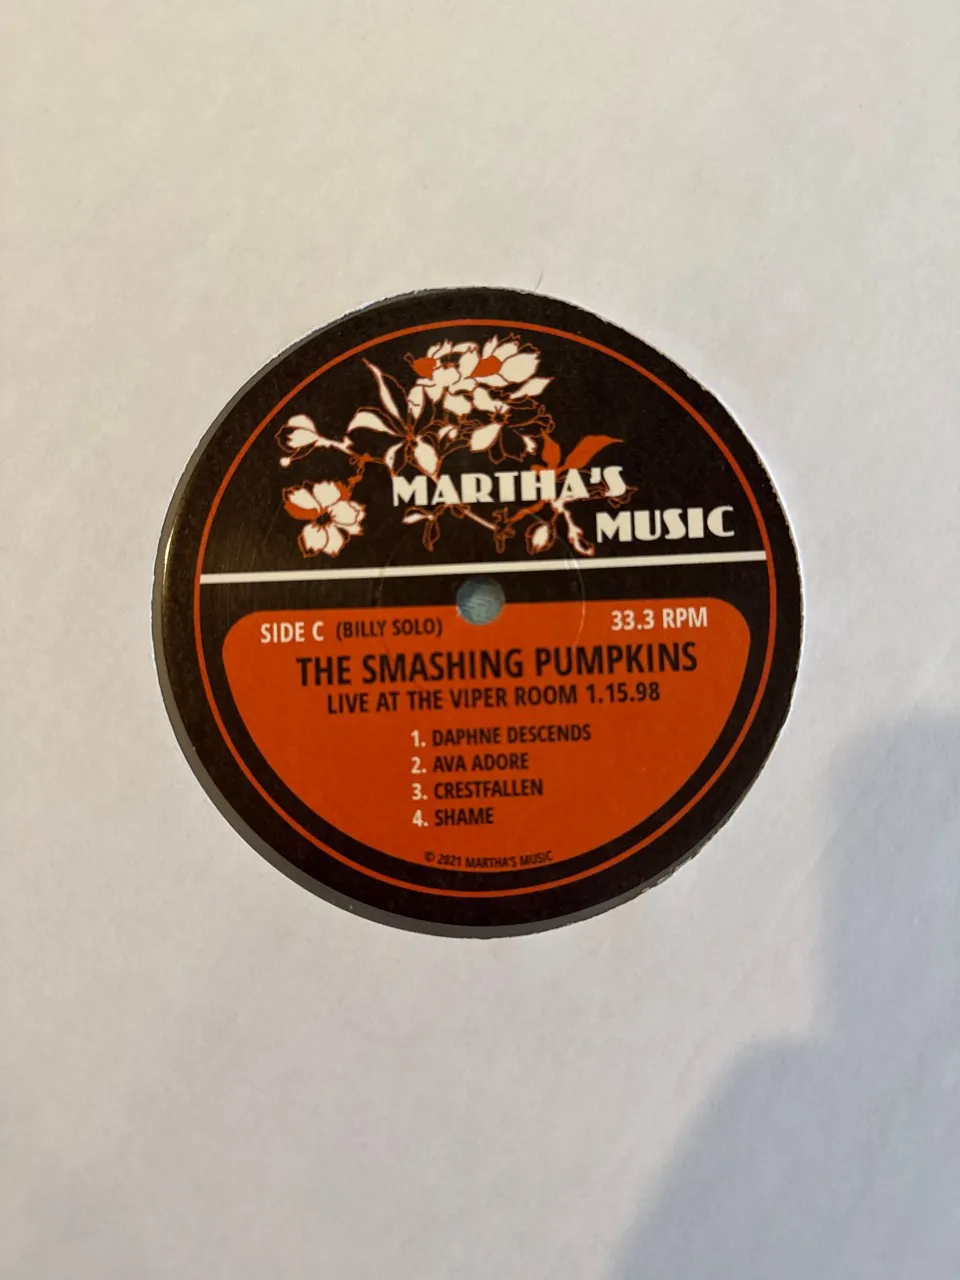 MARTHA'S
MUSIC
SIDE C (BILLY SOLO) 33.3 RPM
THE SMASHING PUMPKINS
LIVE AT THE VIPER ROOM 1.15.98
1. DAPHNE DESCENDS
2. AVA ADORE
3. CRESTFALLEN
4. SHAME
© 2021 MARTHA'S MUSIC